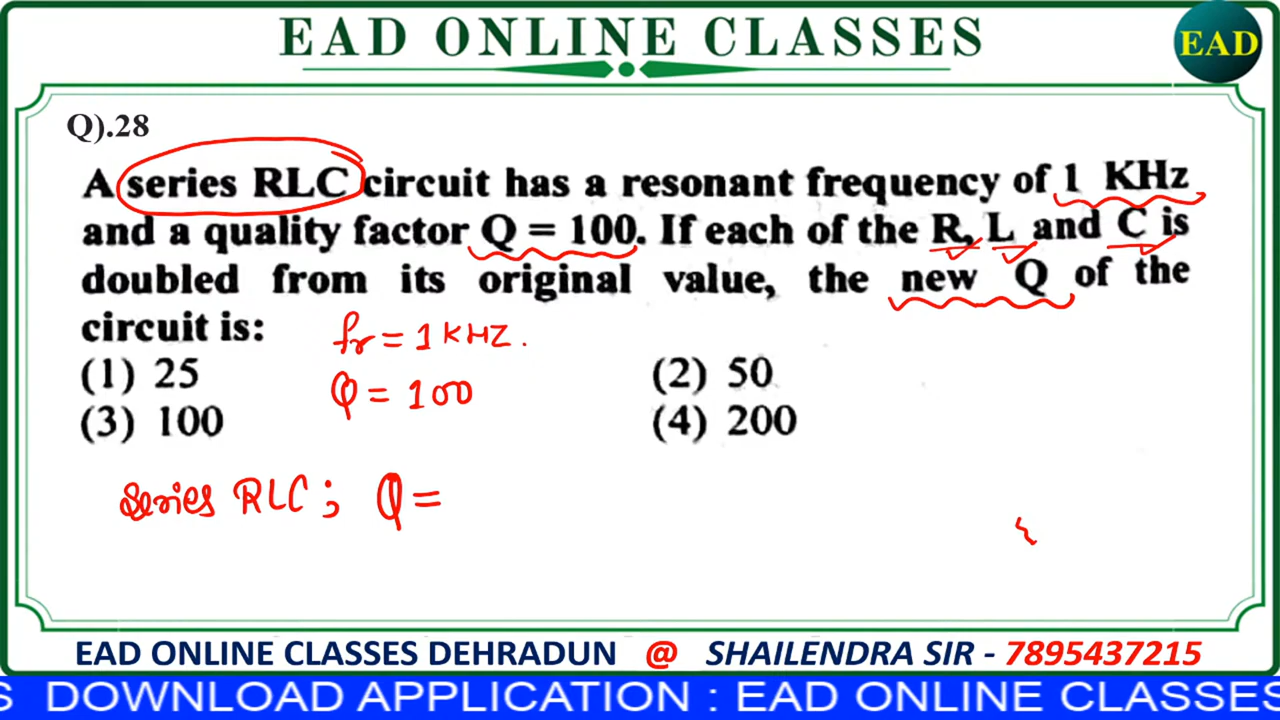 EAD ONLINE CLASSES
EAD
Q).28
A series RLC circuit has a resonant frequency of 1 KHz
and a quality factor Q = 100. If each of the R, L and C is
doubled from its original value, the new Q of the
circuit is:
fr = 1 KHZ.
(1) 25
(2) 50
Q = 100
(3) 100
(4) 200
Series RLC ; Q =
EAD ONLINE CLASSES DEHRADUN @ SHAILENDRA SIR - 7895437215
S DOWNLOAD APPLICATION : EAD ONLINE CLASSES